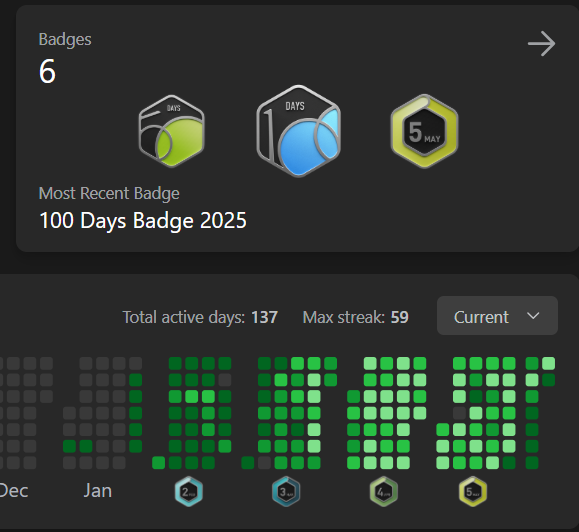 Badges
6
DAYS
DAYS
5 MAY
Most Recent Badge
100 Days Badge 2025
Total active days: 137 Max streak: 59 Current
Dec Jan
2 3 4 5